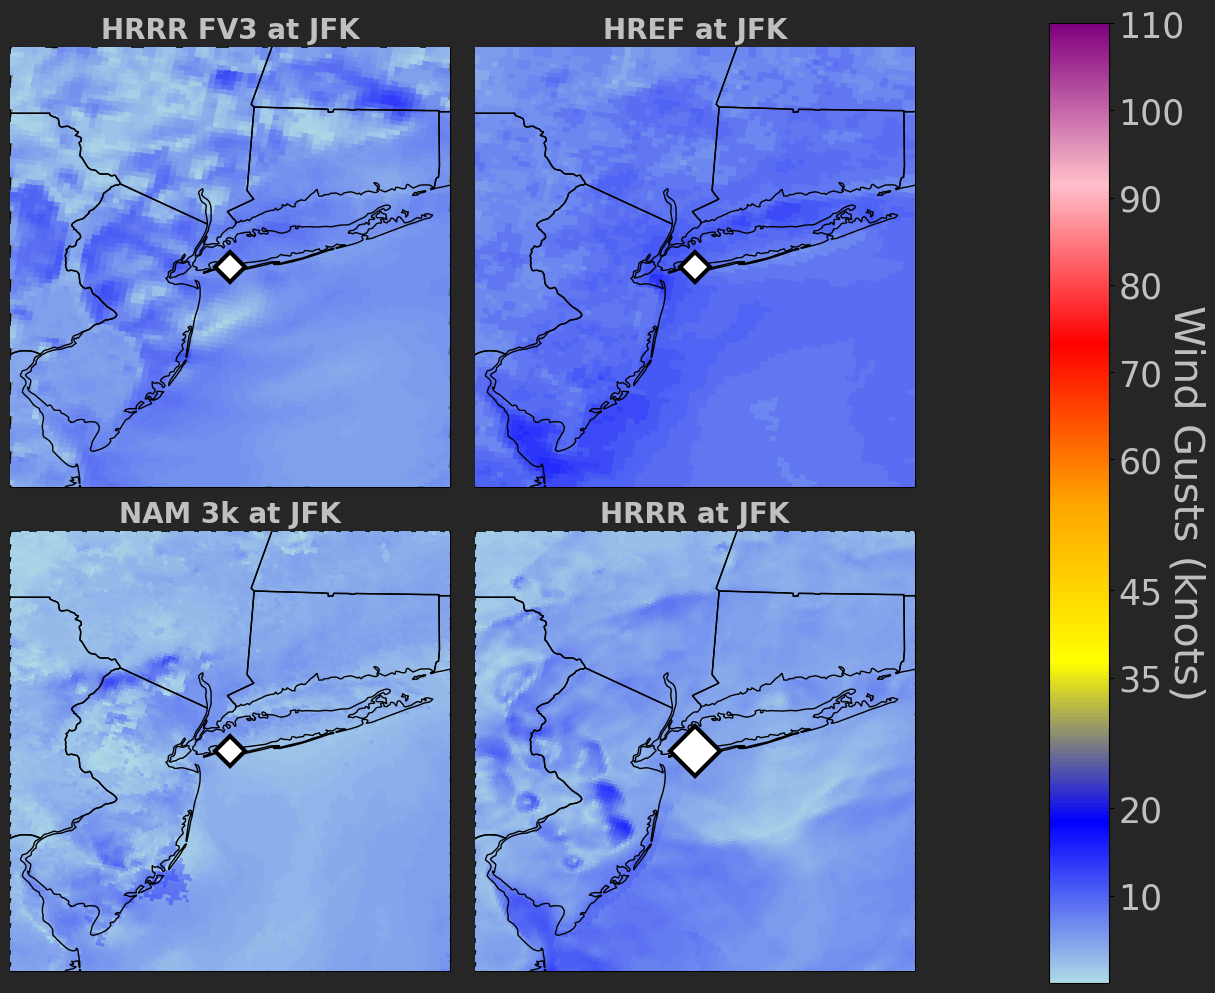 HRRR FV3 at JFK
HREF at JFK
NAM 3k at JFK
HRRR at JFK
110
100
90
80
70
60
45
35
20
10
Wind Gusts (knots)